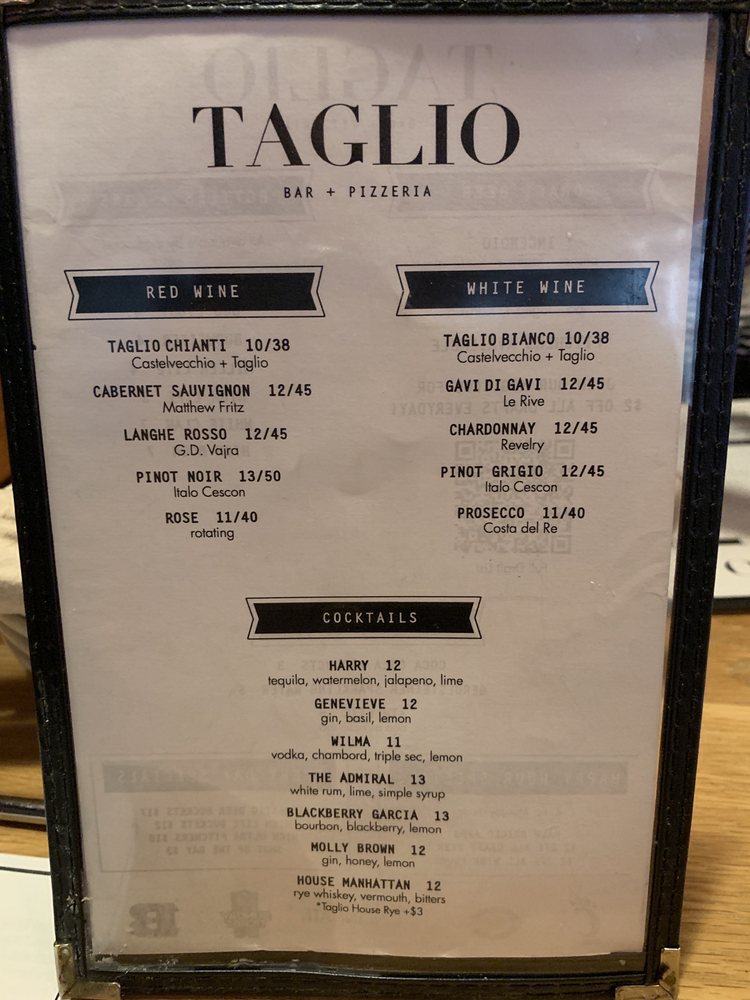 TAGLIO
BAR + PIZZERIA
RED WINE
TAGLIO CHIANTI 10/38
Castelvecchio + Taglio
CABERNET SAUVIGNON 12/45
Matthew Fritz
LANGHE ROSSO 12/45
G.D. Vajra
PINOT NOIR 13/50
Italo Cescon
ROSE 11/40
rotating
WHITE WINE
TAGLIO BIANCO 10/38
Castelvecchio + Taglio
GAVI DI GAVI 12/45
Le Rive
CHARDONNAY 12/45
Revelry
PINOT GRIGIO 12/45
Italo Cescon
PROSECCO 11/40
Costa del Re
COCKTAILS
HARRY 12
tequila, watermelon, jalapeno, lime
GENEVIEVE 12
gin, basil, lemon
WILMA 11
vodka, chambord, triple sec, lemon
THE ADMIRAL 13
white rum, lime, simple syrup
BLACKBERRY GARCIA 13
bourbon, blackberry, lemon
MOLLY BROWN 12
gin, honey, lemon
HOUSE MANHATTAN 12
rye whiskey, vermouth, bitters
*Taglio House Rye +$3